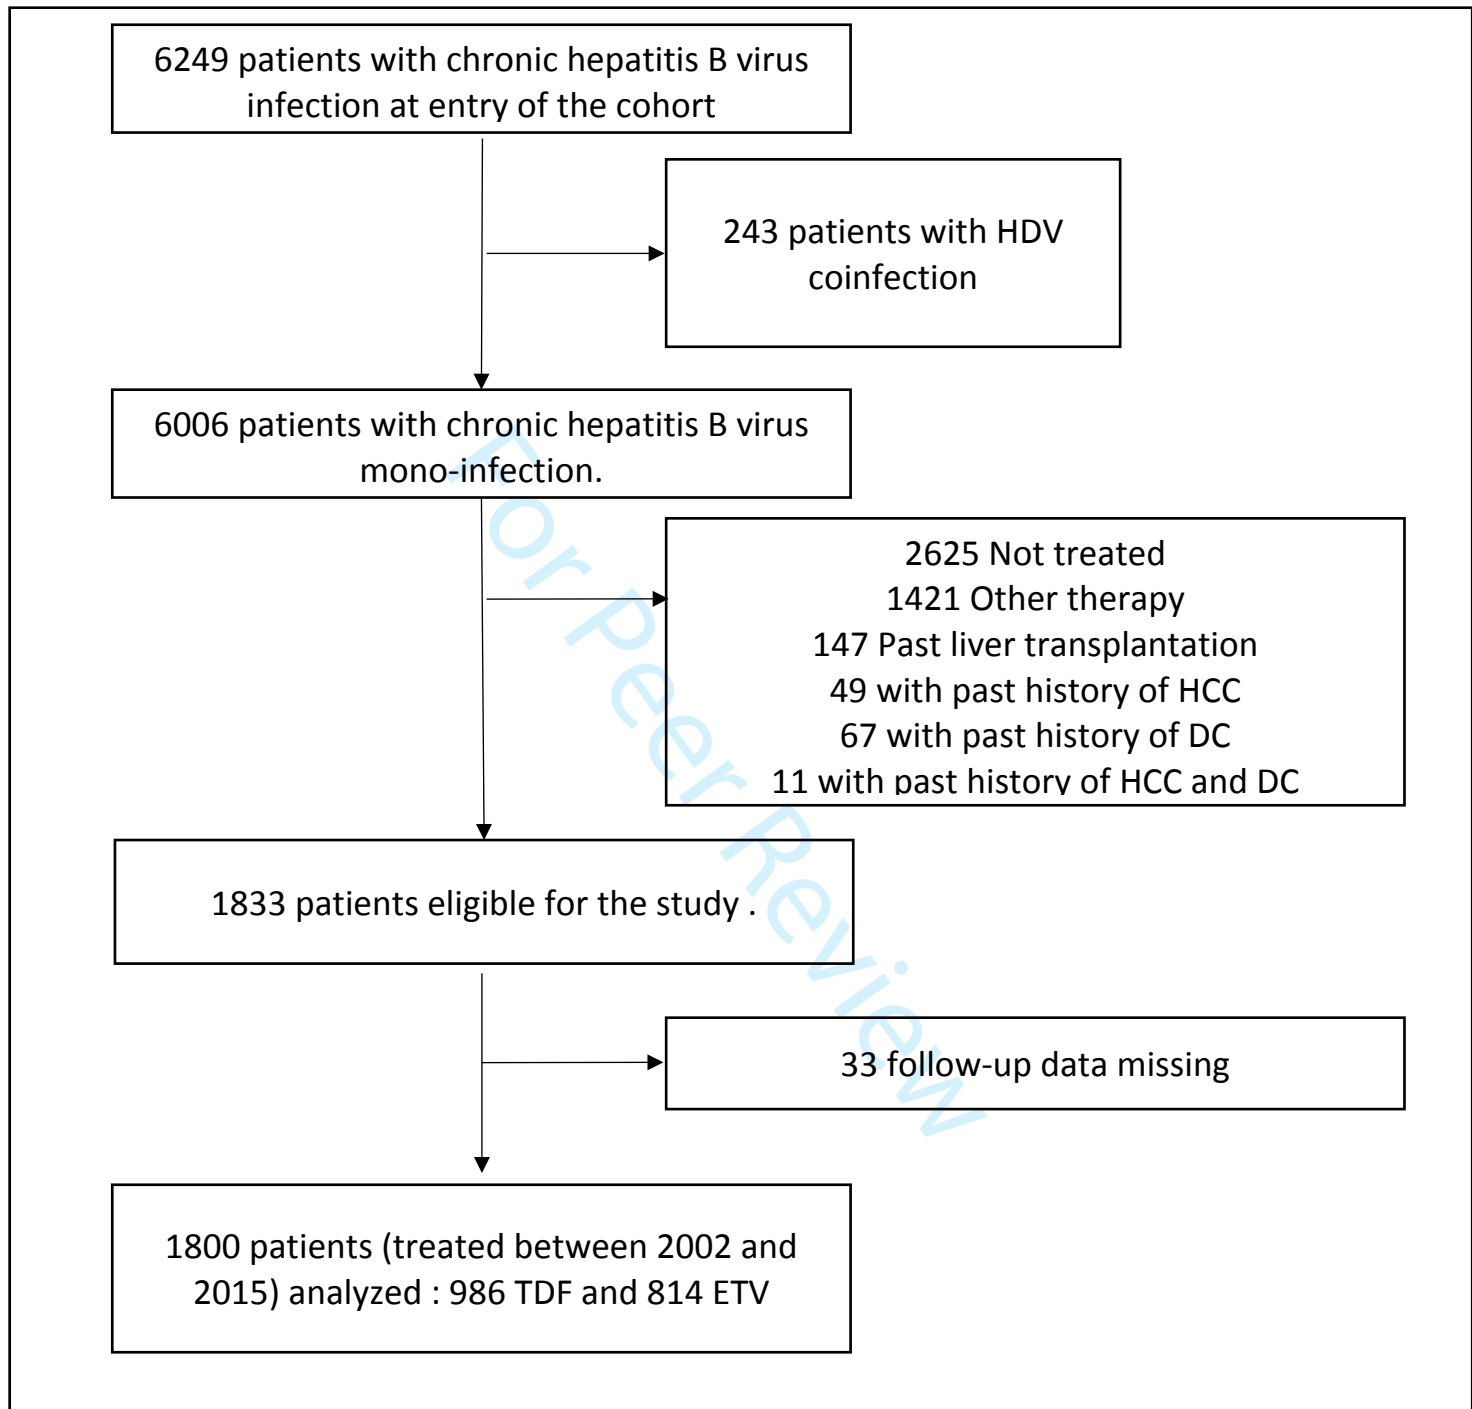 6249 patients with chronic hepatitis B virus
infection at entry of the cohort
243 patients with HDV
coinfection
6006 patients with chronic hepatitis B virus
mono-infection.
2625 Not treated
1421 Other therapy
147 Past liver transplantation
49 with past history of HCC
67 with past history of DC
11 with past history of HCC and DC
1833 patients eligible for the study .
33 follow-up data missing
1800 patients (treated between 2002 and
2015) analyzed : 986 TDF and 814 ETV
For Peer Review